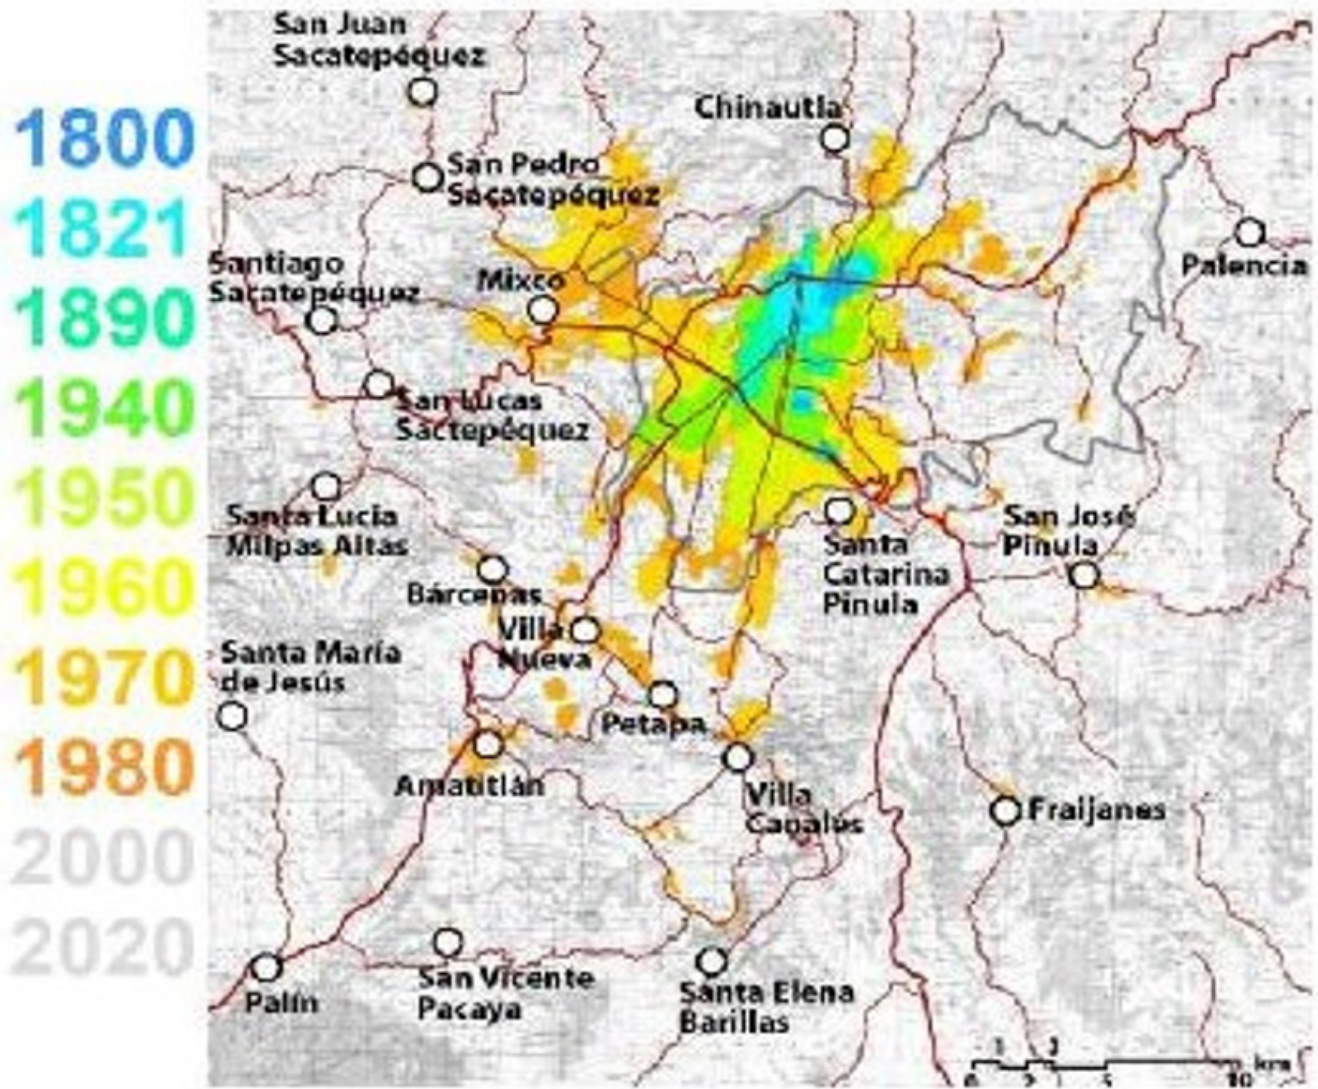 1800
1821
1890
1940
1950
1960
1970
1980
2000
2020
San Juan
Sacatepéquez
Chinautla
San Pedro
Sacatepéquez
Santiago
Sacatepéquez
Mixco
Palencia
San Lucas
Sactepéquez
Santa Lucia
Milpas Altas
Bárcenas
Santa
Catarina
Pinula
San José
Pinula
Villa
Nueva
Santa María
de Jesús
Petapa
Amatitlán
Villa
Canales
Fraijanes
San Vicente
Pacaya
Palín
Santa Elena
Barillas
1
km